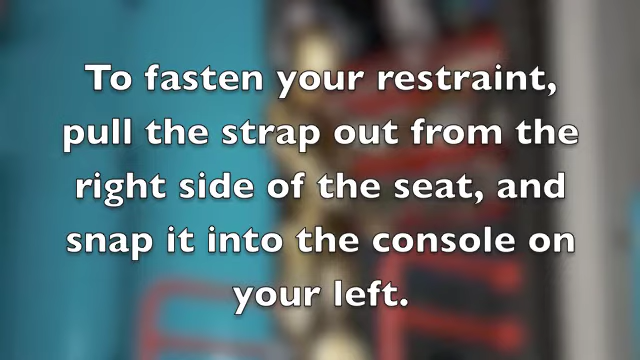 To fasten your restraint,
pull the strap out from the
right side of the seat, and
snap it into the console on
your left.